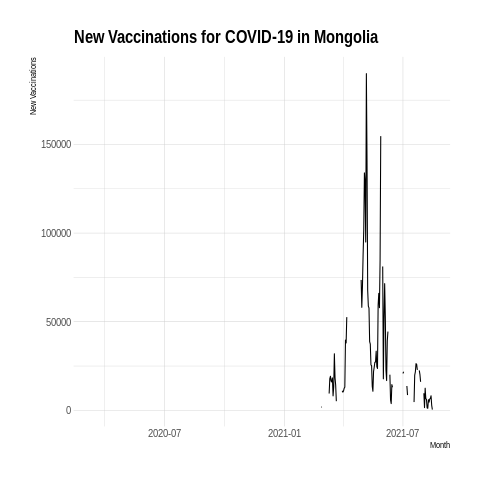 New Vaccinations for COVID-19 in Mongolia
New Vaccinations
150000
100000
50000
0
2020-07
2021-01
2021-07
Month